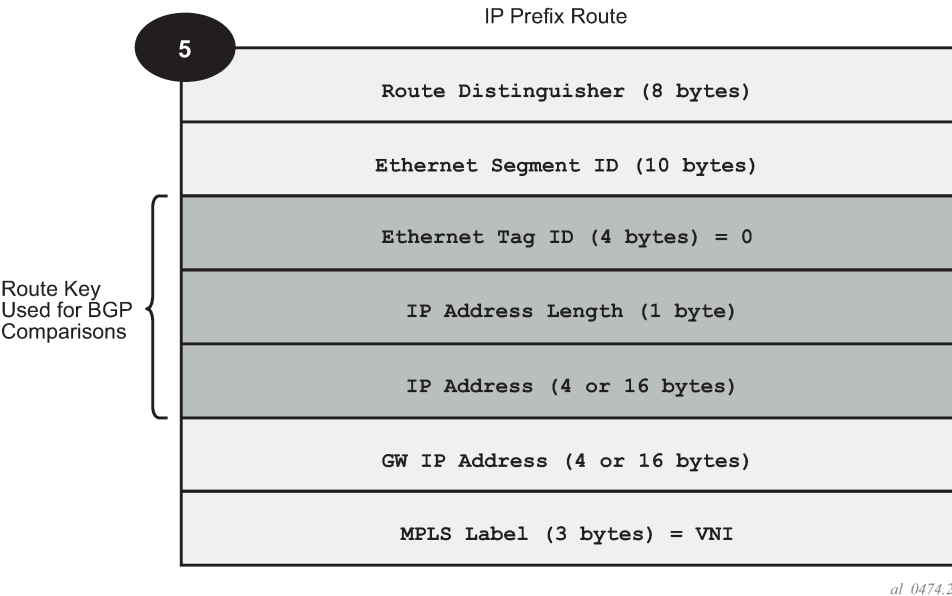 IP Prefix Route
5
Route Distinguisher (8 bytes)
Ethernet Segment ID (10 bytes)
Ethernet Tag ID (4 bytes) = 0
IP Address Length (1 byte)
Route Key
Used for BGP
Comparisons
IP Address (4 or 16 bytes)
GW IP Address (4 or 16 bytes)
MPLS Label (3 bytes) = VNI
al_0474.2